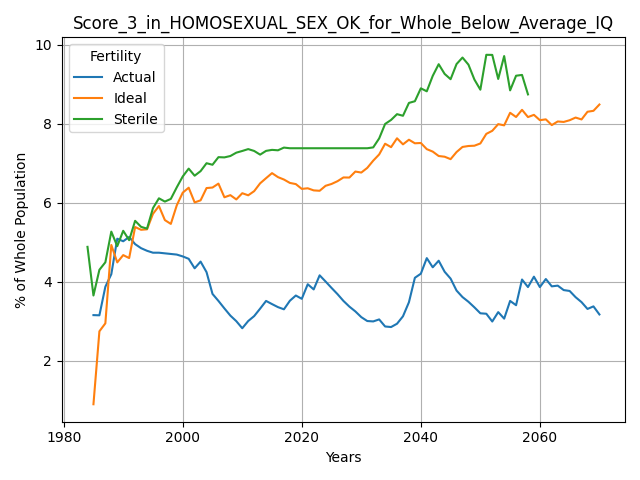 Score_3_in_HOMOSEXUAL_SEX_OK_for_Whole_Below_Average_IQ
Fertility
Actual
Ideal
Sterile
% of Whole Population
10
8
6
4
2
1980
2000
2020
2040
2060
Years